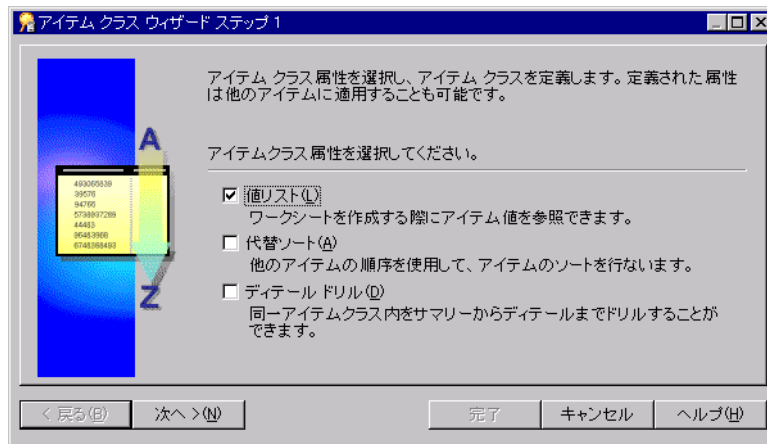 アイテム クラス ウィザード ステップ 1
アイテム クラス属性を選択し、アイテム クラスを定義します。定義された属性
は他のアイテムに適用することも可能です。
アイテムクラス属性を選択してください。
A
Z
493065839
39576
94766
5738937289
44463
96463966
6746368493
値リスト(L)
ワークシートを作成する際にアイテム値を参照できます。
代替ソート(A)
他のアイテムの順序を使用して、アイテムのソートを行ないます。
ディテール ドリル(D)
同一アイテムクラス内をサマリーからディテールまでドリルすることが
できます。
< 戻る(B)
次へ >(N)
完了
キャンセル
ヘルプ(H)